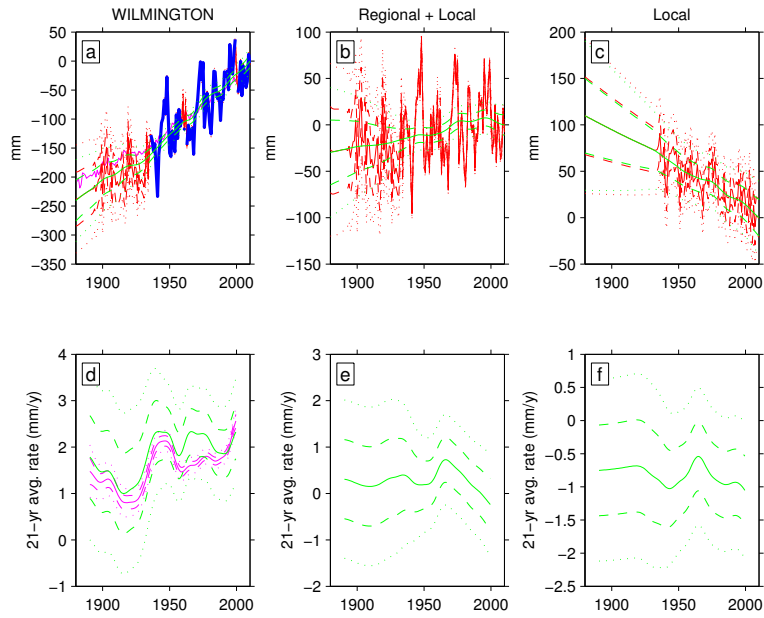 WILMINGTON
Regional + Local
Local
a
b
c
mm
mm
mm
50
0
−50
−100
−150
−200
−250
−300
−350
100
50
0
−50
−100
−150
200
150
100
50
0
−50
1900 1950 2000
1900 1950 2000
1900 1950 2000
d
e
f
21−yr avg. rate (mm/y)
21−yr avg. rate (mm/y)
21−yr avg. rate (mm/y)
4
3
2
1
0
−1
3
2
1
0
−1
−2
1
0.5
0
−0.5
−1
−1.5
−2
−2.5
1900 1950 2000
1900 1950 2000
1900 1950 2000